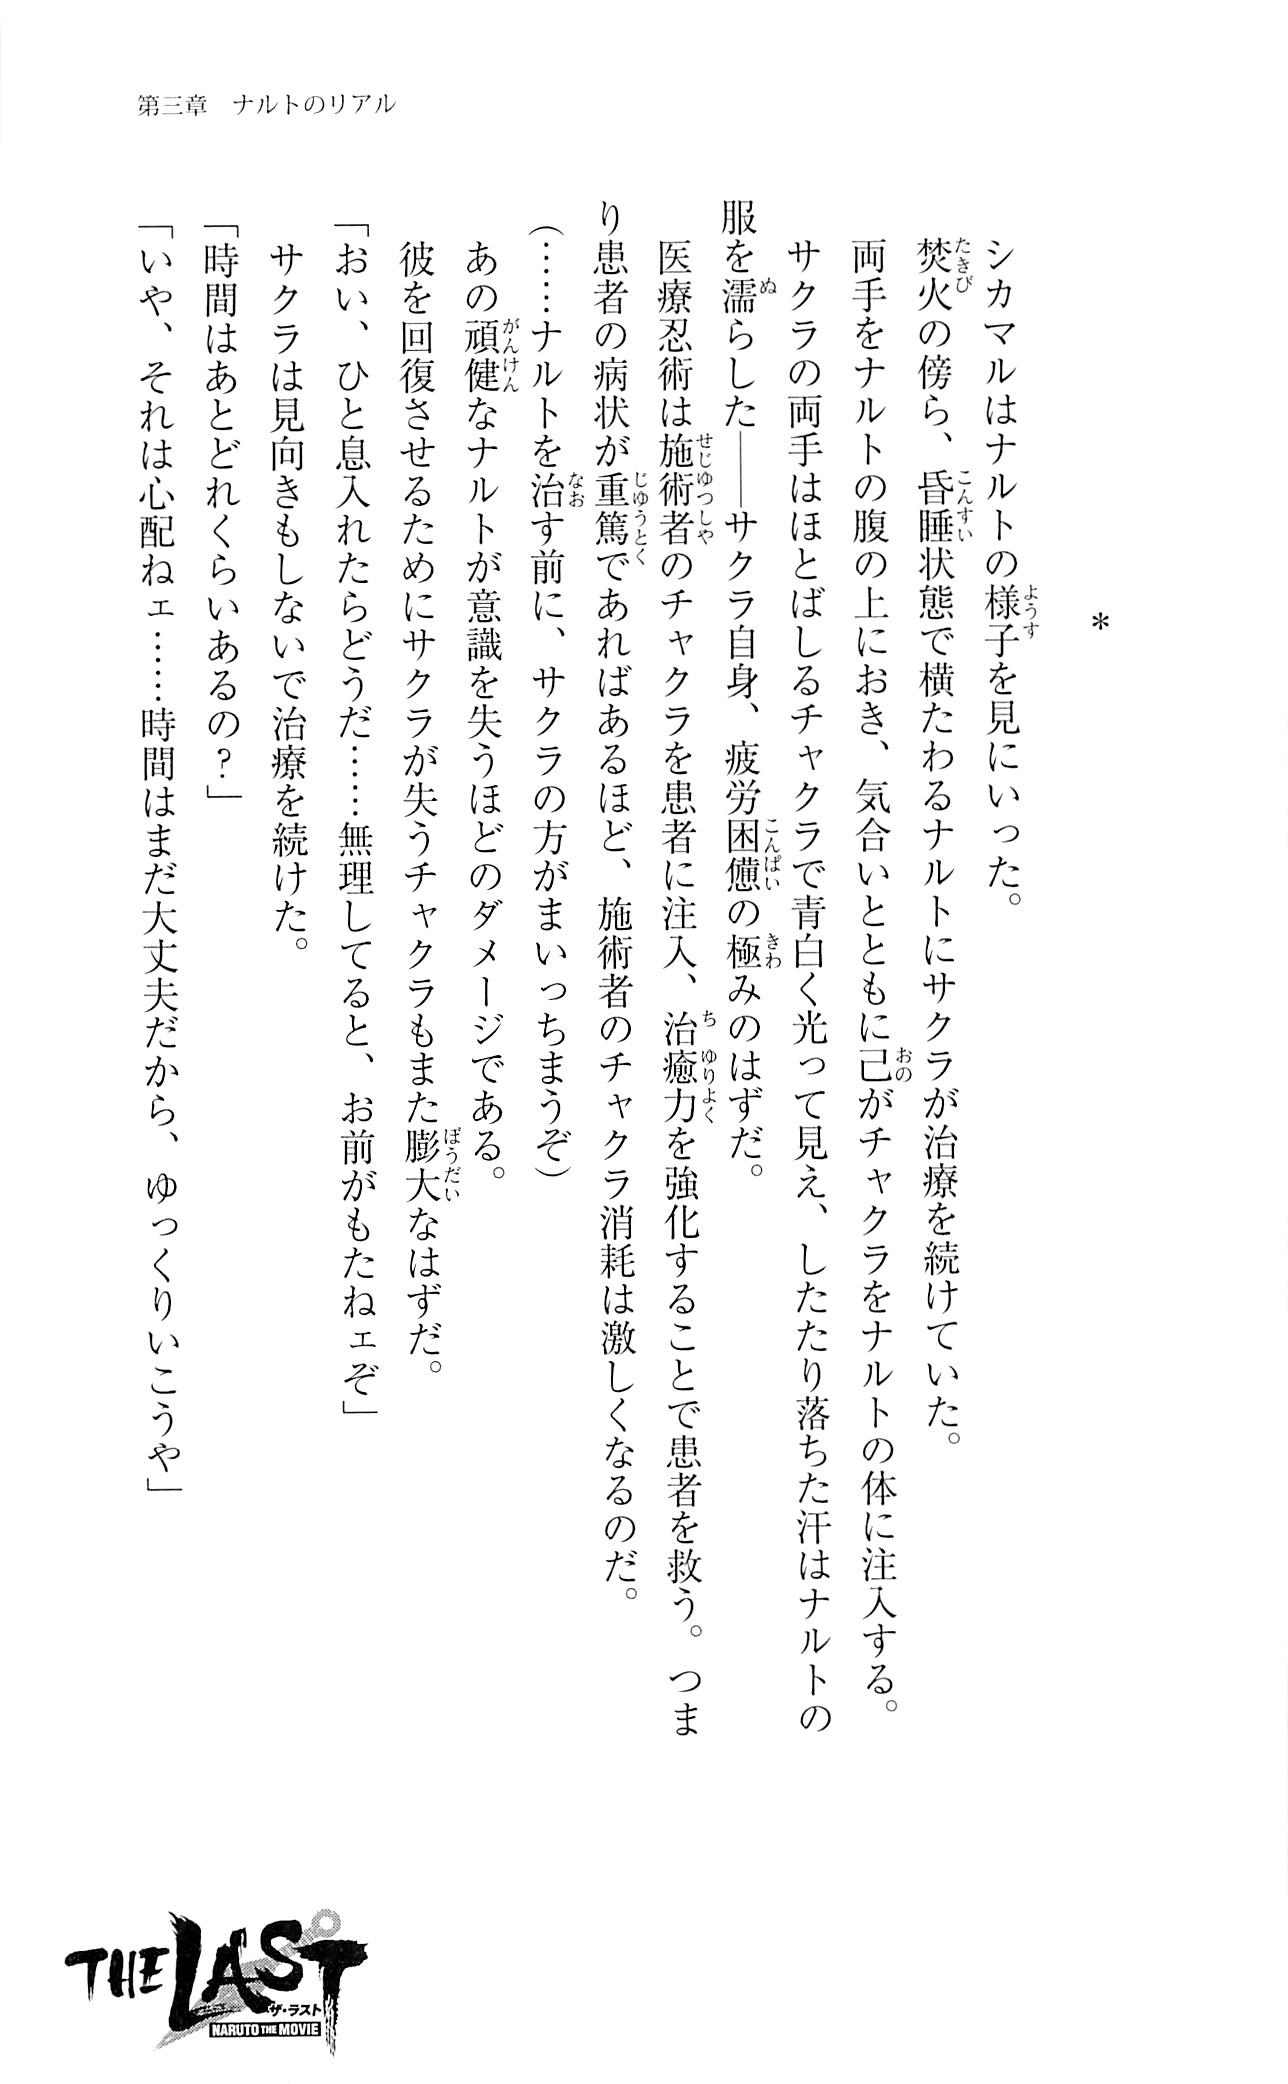 第三章　ナルトのリアル
＊
シカマルはナルトの様子を見にいった。
焚火の傍ら、昏睡状態で横たわるナルトにサクラが治療を続けていた。
両手をナルトの腹の上におき、気合いとともに己がチャクラをナルトの体に注入する。
サクラの両手はほとばしるチャクラで青白く光って見え、したたり落ちた汗はナルトの
服を濡らした――サクラ自身、疲労困憊の極みのはずだ。
医療忍術は施術者のチャクラを患者に注入、治癒力を強化することで患者を救う。つま
り患者の病状が重篤であればあるほど、施術者のチャクラ消耗は激しくなるのだ。
（……ナルトを治す前に、サクラの方がまいっちまうぞ）
あの頑健なナルトが意識を失うほどのダメージである。
彼を回復させるためにサクラが失うチャクラもまた膨大なはずだ。
「おい、ひと息入れたらどうだ……無理してると、お前がもたねェぞ」
サクラは見向きもしないで治療を続けた。
「時間はあとどれくらいあるの？」
「いや、それは心配ねェ……時間はまだ大丈夫だから、ゆっくりいこうや」
THE LAST
ザ・ラスト
NARUTO THE MOVIE